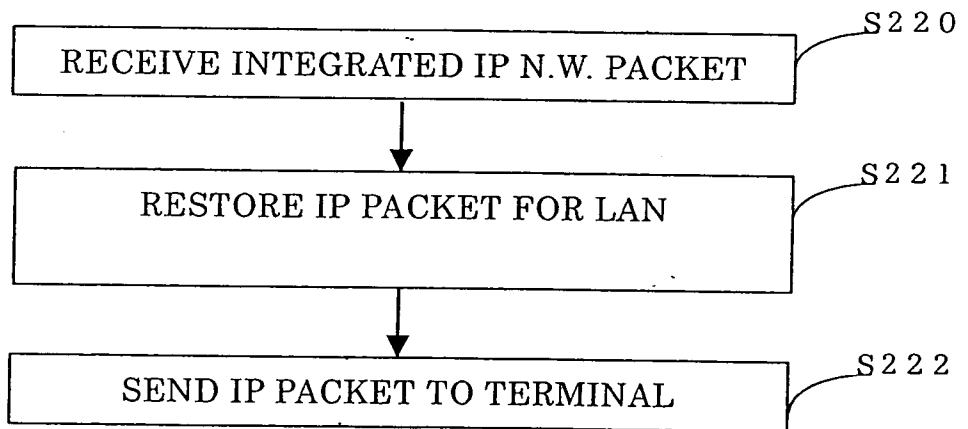 S220
RECEIVE INTEGRATED IP N.W. PACKET
S221
RESTORE IP PACKET FOR LAN
S222
SEND IP PACKET TO TERMINAL